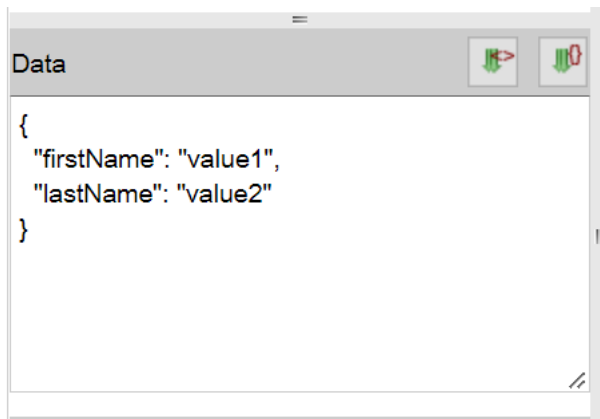 Data
<>
{}
{
"firstName": "value1",
"lastName": "value2"
}